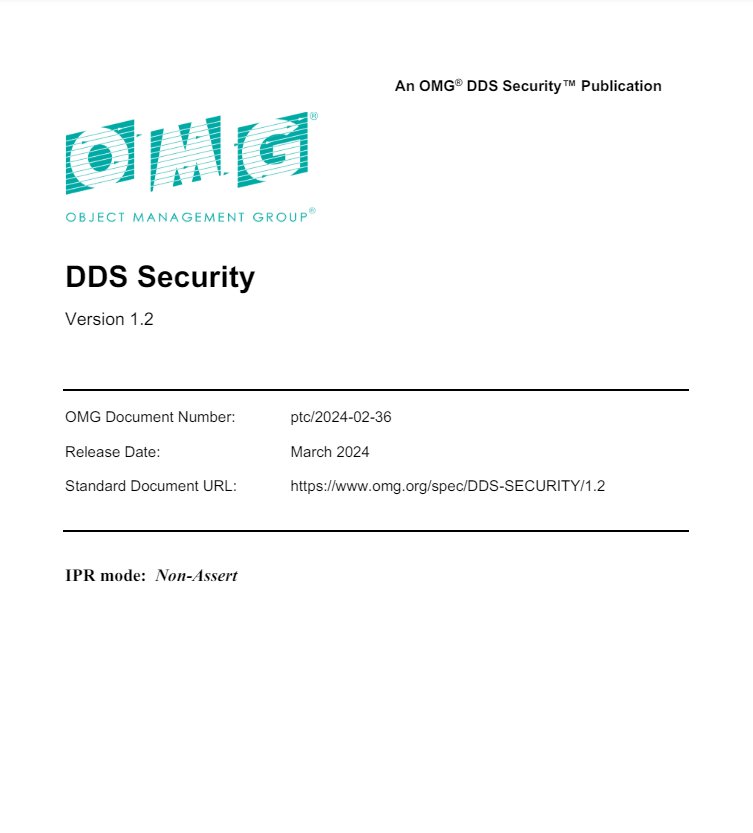 An OMG® DDS Security™ Publication
OMG®
OBJECT MANAGEMENT GROUP®
DDS Security
Version 1.2
OMG Document Number: ptc/2024-02-36
Release Date: March 2024
Standard Document URL: https://www.omg.org/spec/DDS-SECURITY/1.2
IPR mode: Non-Assert